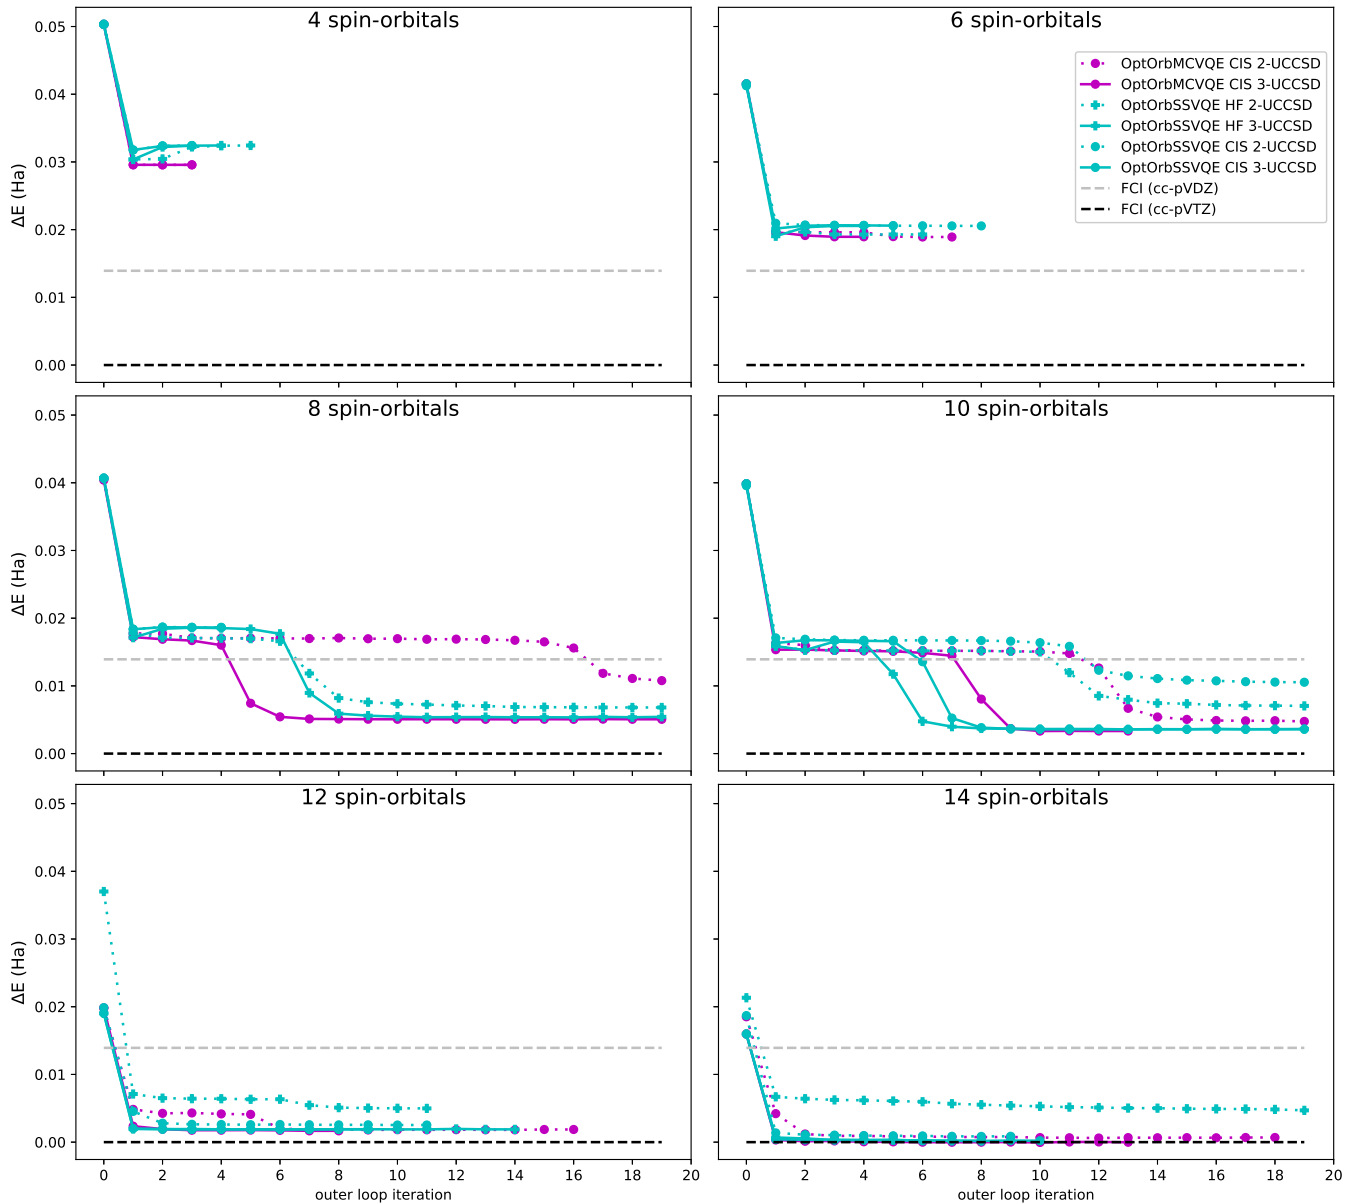 4 spin-orbitals
0.05
0.04
0.03
0.02
0.01
0.00
ΔE (Ha)
6 spin-orbitals
OptOrbMCVQE CIS 2-UCCSD
OptOrbMCVQE CIS 3-UCCSD
OptOrbSSVQE HF 2-UCCSD
OptOrbSSVQE HF 3-UCCSD
OptOrbSSVQE CIS 2-UCCSD
OptOrbSSVQE CIS 3-UCCSD
FCI (cc-pVDZ)
FCI (cc-pVTZ)
8 spin-orbitals
0.05
0.04
0.03
0.02
0.01
0.00
ΔE (Ha)
10 spin-orbitals
12 spin-orbitals
0.05
0.04
0.03
0.02
0.01
0.00
ΔE (Ha)
0 2 4 6 8 10 12 14 16 18 20
outer loop iteration
14 spin-orbitals
0 2 4 6 8 10 12 14 16 18 20
outer loop iteration